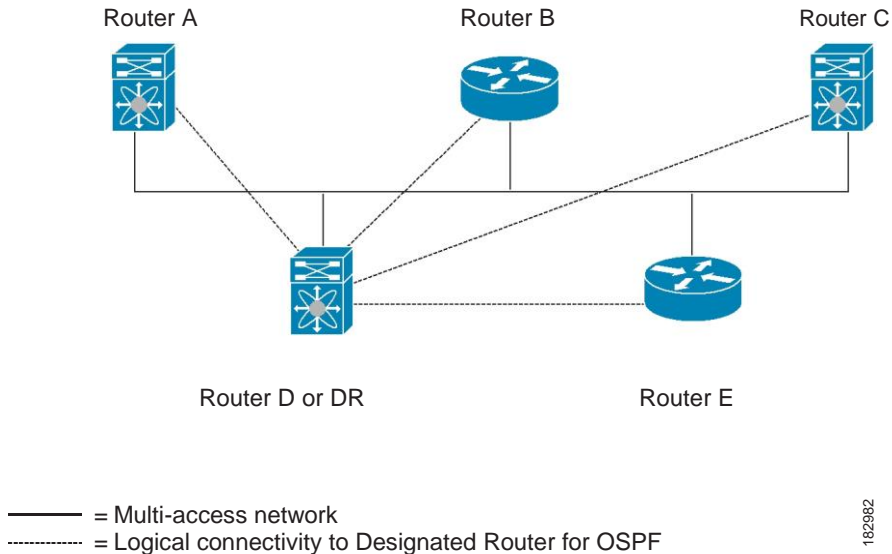 Router A
Router B
Router C
Router D or DR
Router E
= Multi-access network
= Logical connectivity to Designated Router for OSPF
182982